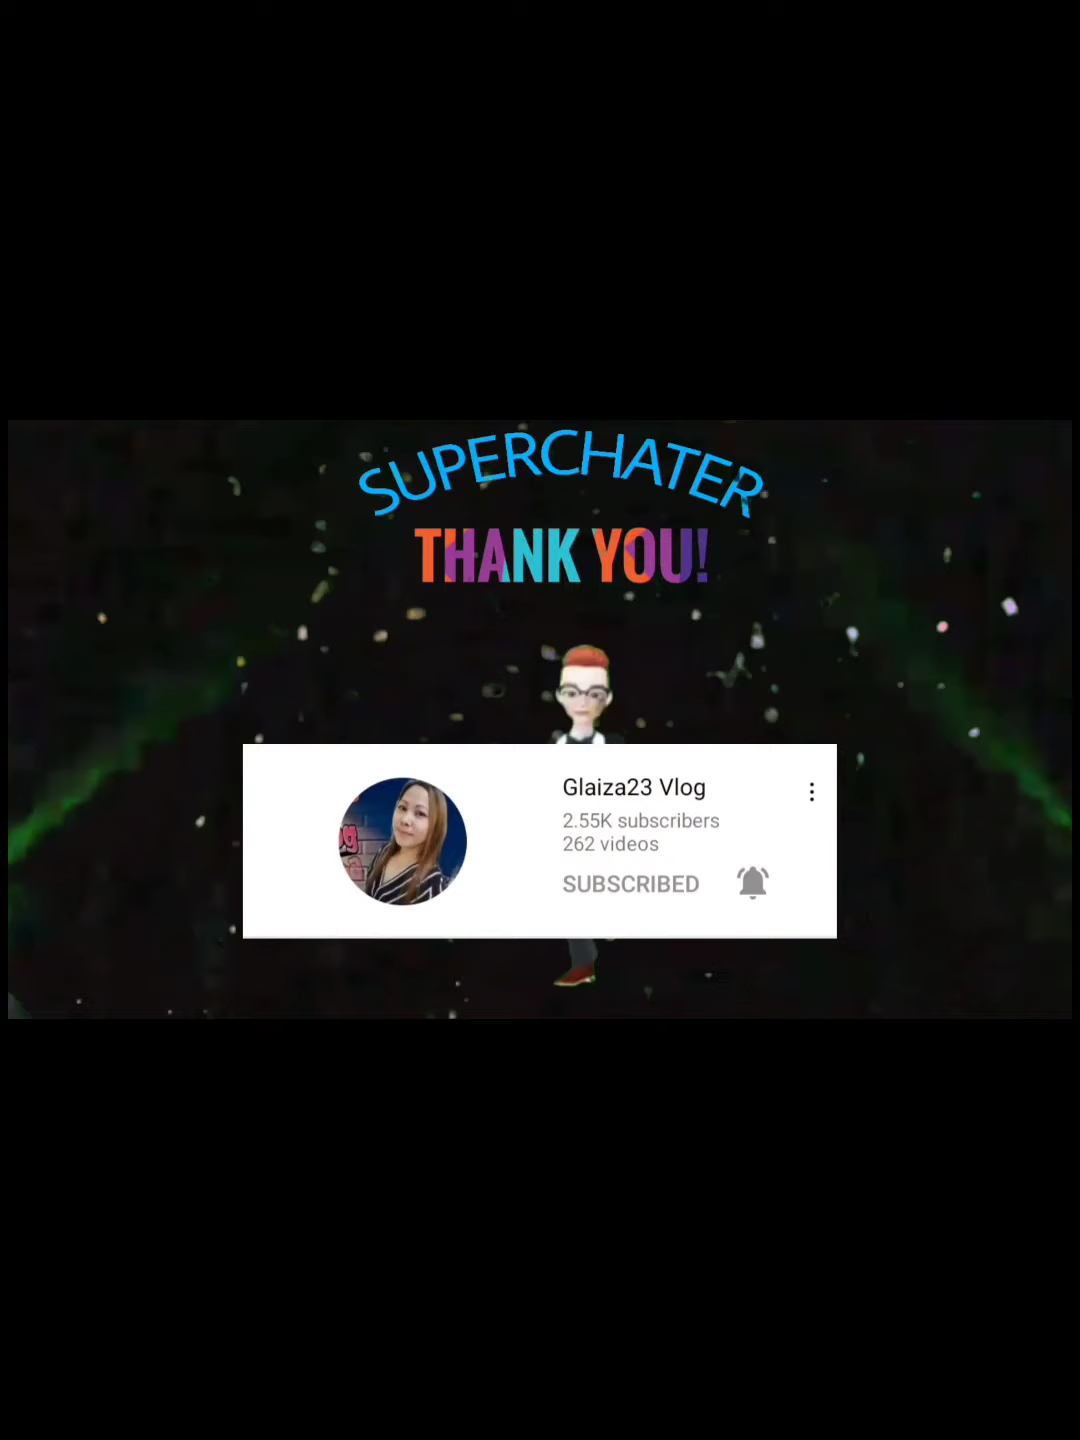 SUPERCHATER
THANK YOU!
Glaiza23 Vlog
2.55K subscribers
262 videos
SUBSCRIBED